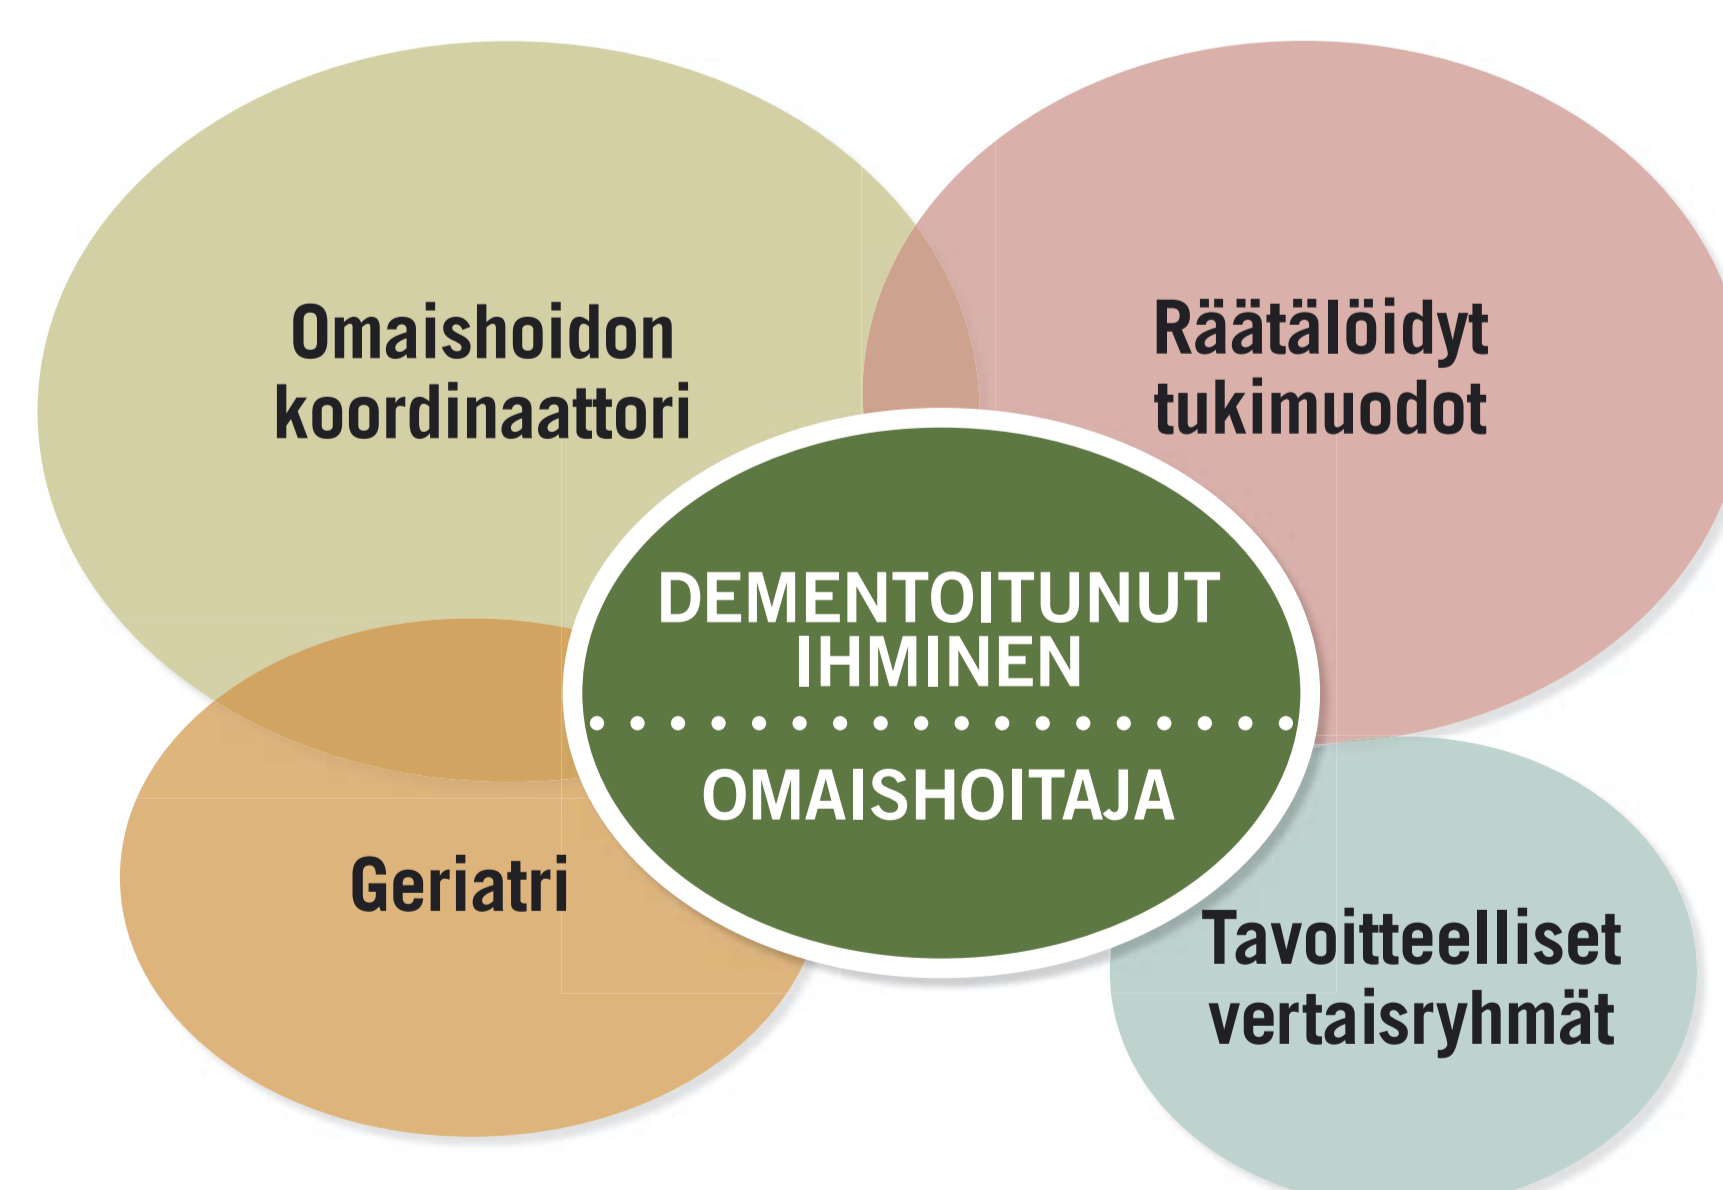 Omaishoidon
koordinaattori
Räätälöidyt
tukimuodot
DEMENTOITUNUT
IHMINEN
OMAISHOITAJA
Geriatri
Tavoitteelliset
vertaisryhmät